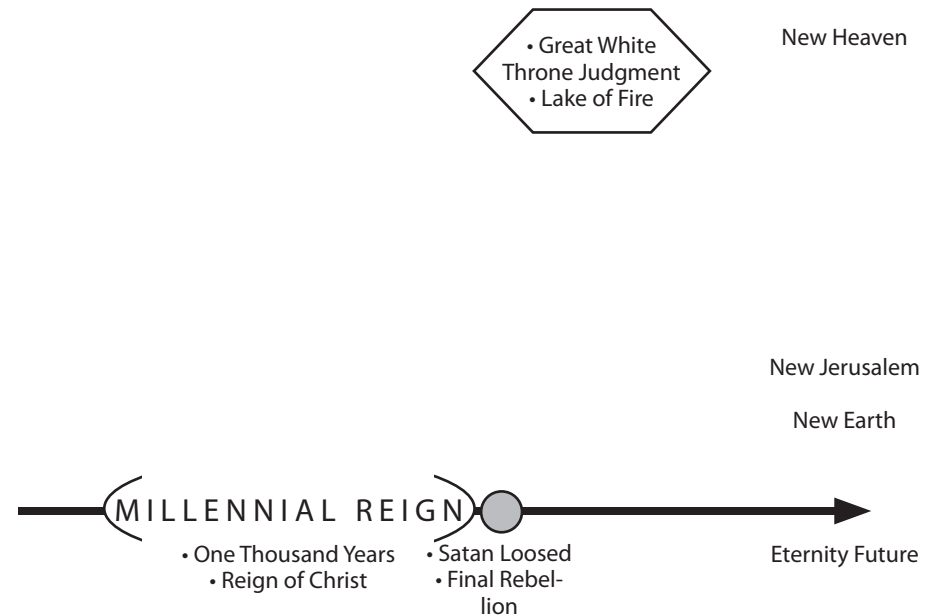 • Great White
Throne Judgment
• Lake of Fire
New Heaven
New Jerusalem
New Earth
MILLENNIAL REIGN
• One Thousand Years
• Reign of Christ
• Satan Loosed
• Final Rebel-
lion
Eternity Future